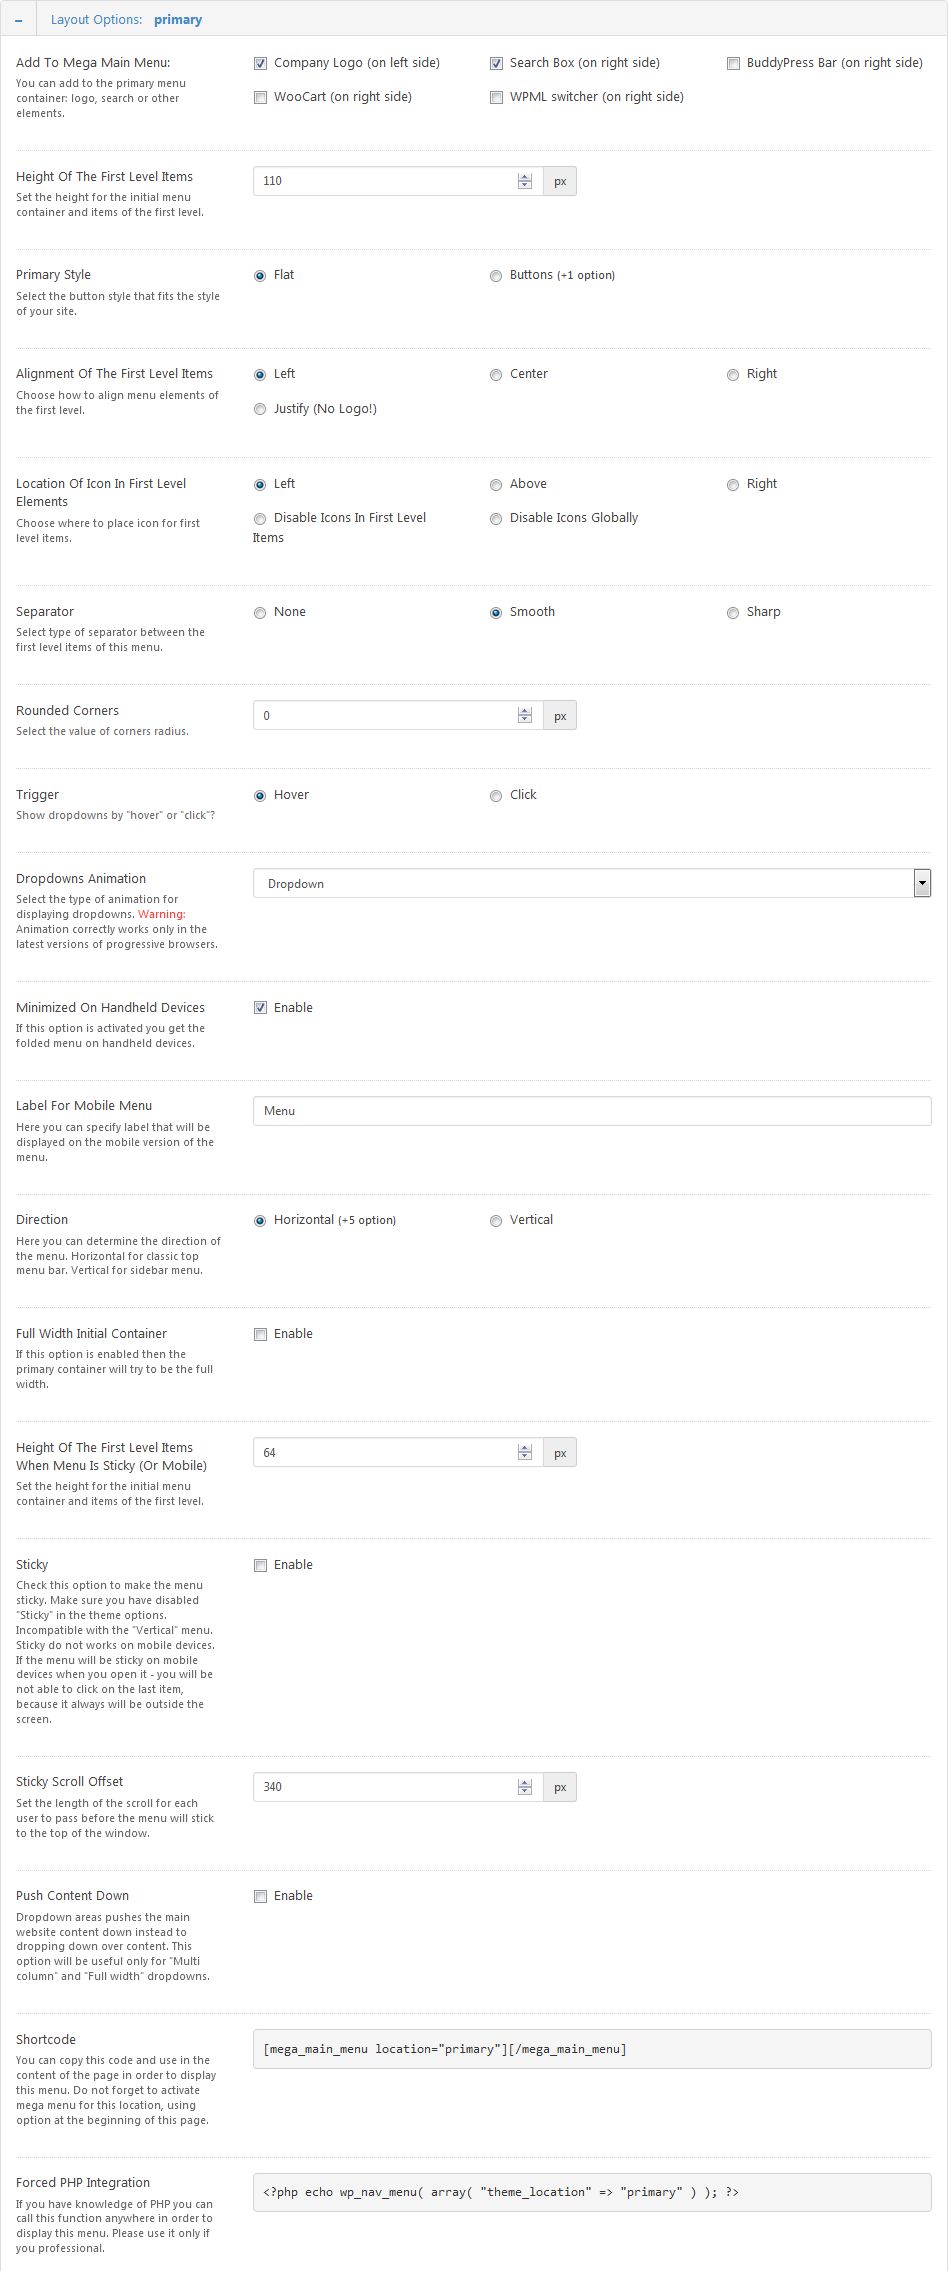 − Layout Options: primary
Add To Mega Main Menu:
You can add to the primary menu
container: logo, search or other
elements.
Company Logo (on left side) Search Box (on right side) BuddyPress Bar (on right side)
WooCart (on right side) WPML switcher (on right side)
Height Of The First Level Items
Set the height for the initial menu
container and items of the first level.
110 px
Primary Style
Select the button style that fits the style
of your site.
Flat Buttons (+1 option)
Alignment Of The First Level Items
Choose how to align menu elements of
the first level.
Left Center Right
Justify (No Logo!)
Location Of Icon In First Level
Elements
Choose where to place icon for first
level items.
Left Above Right
Disable Icons In First Level
Items
Disable Icons Globally
Separator
Select type of separator between the
first level items of this menu.
None Smooth Sharp
Rounded Corners
Select the value of corners radius.
0 px
Trigger
Show dropdowns by "hover" or "click"?
Hover Click
Dropdowns Animation
Select the type of animation for
displaying dropdowns. Warning:
Animation correctly works only in the
latest versions of progressive browsers.
Dropdown
Minimized On Handheld Devices
If this option is activated you get the
folded menu on handheld devices.
Enable
Label For Mobile Menu
Here you can specify label that will be
displayed on the mobile version of the
menu.
Menu
Direction
Here you can determine the direction of
the menu. Horizontal for classic top
menu bar. Vertical for sidebar menu.
Horizontal (+5 option) Vertical
Full Width Initial Container
If this option is enabled then the
primary container will try to be the full
width.
Enable
Height Of The First Level Items
When Menu Is Sticky (Or Mobile)
Set the height for the initial menu
container and items of the first level.
64 px
Sticky
Check this option to make the menu
sticky. Make sure you have disabled
"Sticky" in the theme options.
Incompatible with the "Vertical" menu.
Sticky do not works on mobile devices.
If the menu will be sticky on mobile
devices when you open it - you will be
not able to click on the last item,
because it always will be outside the
screen.
Enable
Sticky Scroll Offset
Set the length of the scroll for each
user to pass before the menu will stick
to the top of the window.
340 px
Push Content Down
Dropdown areas pushes the main
website content down instead to
dropping down over content. This
option will be useful only for "Multi
column" and "Full width" dropdowns.
Enable
Shortcode
You can copy this code and use in the
content of the page in order to display
this menu. Do not forget to activate
mega menu for this location, using
option at the beginning of this page.
[mega_main_menu location="primary"][/mega_main_menu]
Forced PHP Integration
If you have knowledge of PHP you can
call this function anywhere in order to
display this menu. Please use it only if
you professional.
<?php echo wp_nav_menu( array( "theme_location" => "primary" ) ); ?>